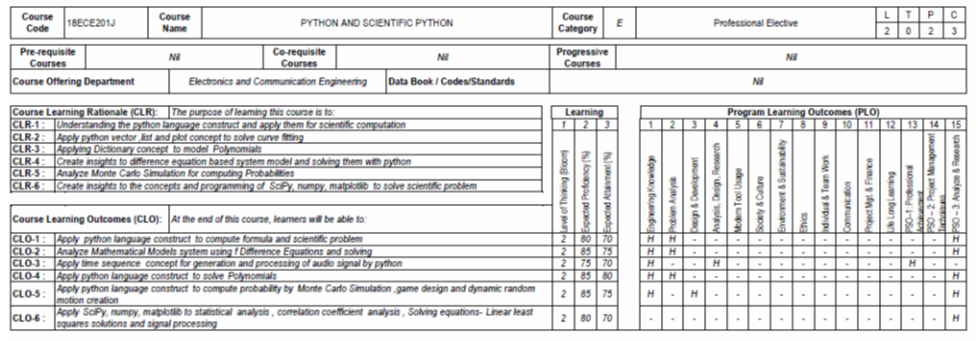 Course Code 18ECE201J Course Name PYTHON AND SCIENTIFIC PYTHON Course Category E Professional Elective L T P C
2 0 2 3
Pre-requisite Courses Nil Co-requisite Courses Nil Progressive Courses Nil
Course Offering Department Electronics and Communication Engineering Data Book / Codes/Standards Nil
Course Learning Rationale (CLR): The purpose of learning this course is to: Learning Program Learning Outcomes (PLO)
CLR-1 : Understanding the python language construct and apply them for scientific computation 1 2 3 1 2 3 4 5 6 7 8 9 10 11 12 13 14 15
CLR-2 : Apply python vector ,list and plot concept to solve curve fitting
CLR-3 : Applying Dictionary concept to model Polynomials
CLR-4 : Create insights to difference equation based system model and solving them with python
CLR-5 : Analyze Monte Carlo Simulation for computing Probabilities
CLR-6 : Create insights to the concepts and programming of SciPy, numpy, matplotlib to solve scientific problem
Level of Thinking (Bloom)
Expected Proficiency (%)
Expected Attainment (%)
Engineering Knowledge
Problem Analysis
Design & Development
Analysis, Design, Research
Modern Tool Usage
Society & Culture
Environment & Sustainability
Ethics
Individual & Team Work
Communication
Project Mgt. & Finance
Life Long Learning
PSO-1: Professional Achievement
PSO – 2: Project Management Techniques
PSO – 3: Analyze & Research
Course Learning Outcomes (CLO): At the end of this course, learners will be able to:
CLO-1 : Apply python language construct to compute formula and scientific problem 2 80 70 H H - - - - - - - - - - - - H
CLO-2 : Analyze Mathematical Models system using f Difference Equations and solving 2 85 75 H H - - - - - - - - - - - - H
CLO-3 : Apply time sequence concept for generation and processing of audio signal by python 2 75 70 H - - H - - - - - - - - H - -
CLO-4 : Apply python language construct to solve Polynomials 2 85 80 H H - - - - - - - - - - - - H
CLO-5 : Apply python language construct to compute probability by Monte Carlo Simulation ,game design and dynamic random motion creation 2 85 75 H - H - - - - - - - - - - - H
CLO-6 : Apply SciPy, numpy, matplotlib to statistical analysis , correlation coefficient analysis , Solving equations- Linear least squares solutions and signal processing 2 80 70 - - - - - - - - - - - - - - H